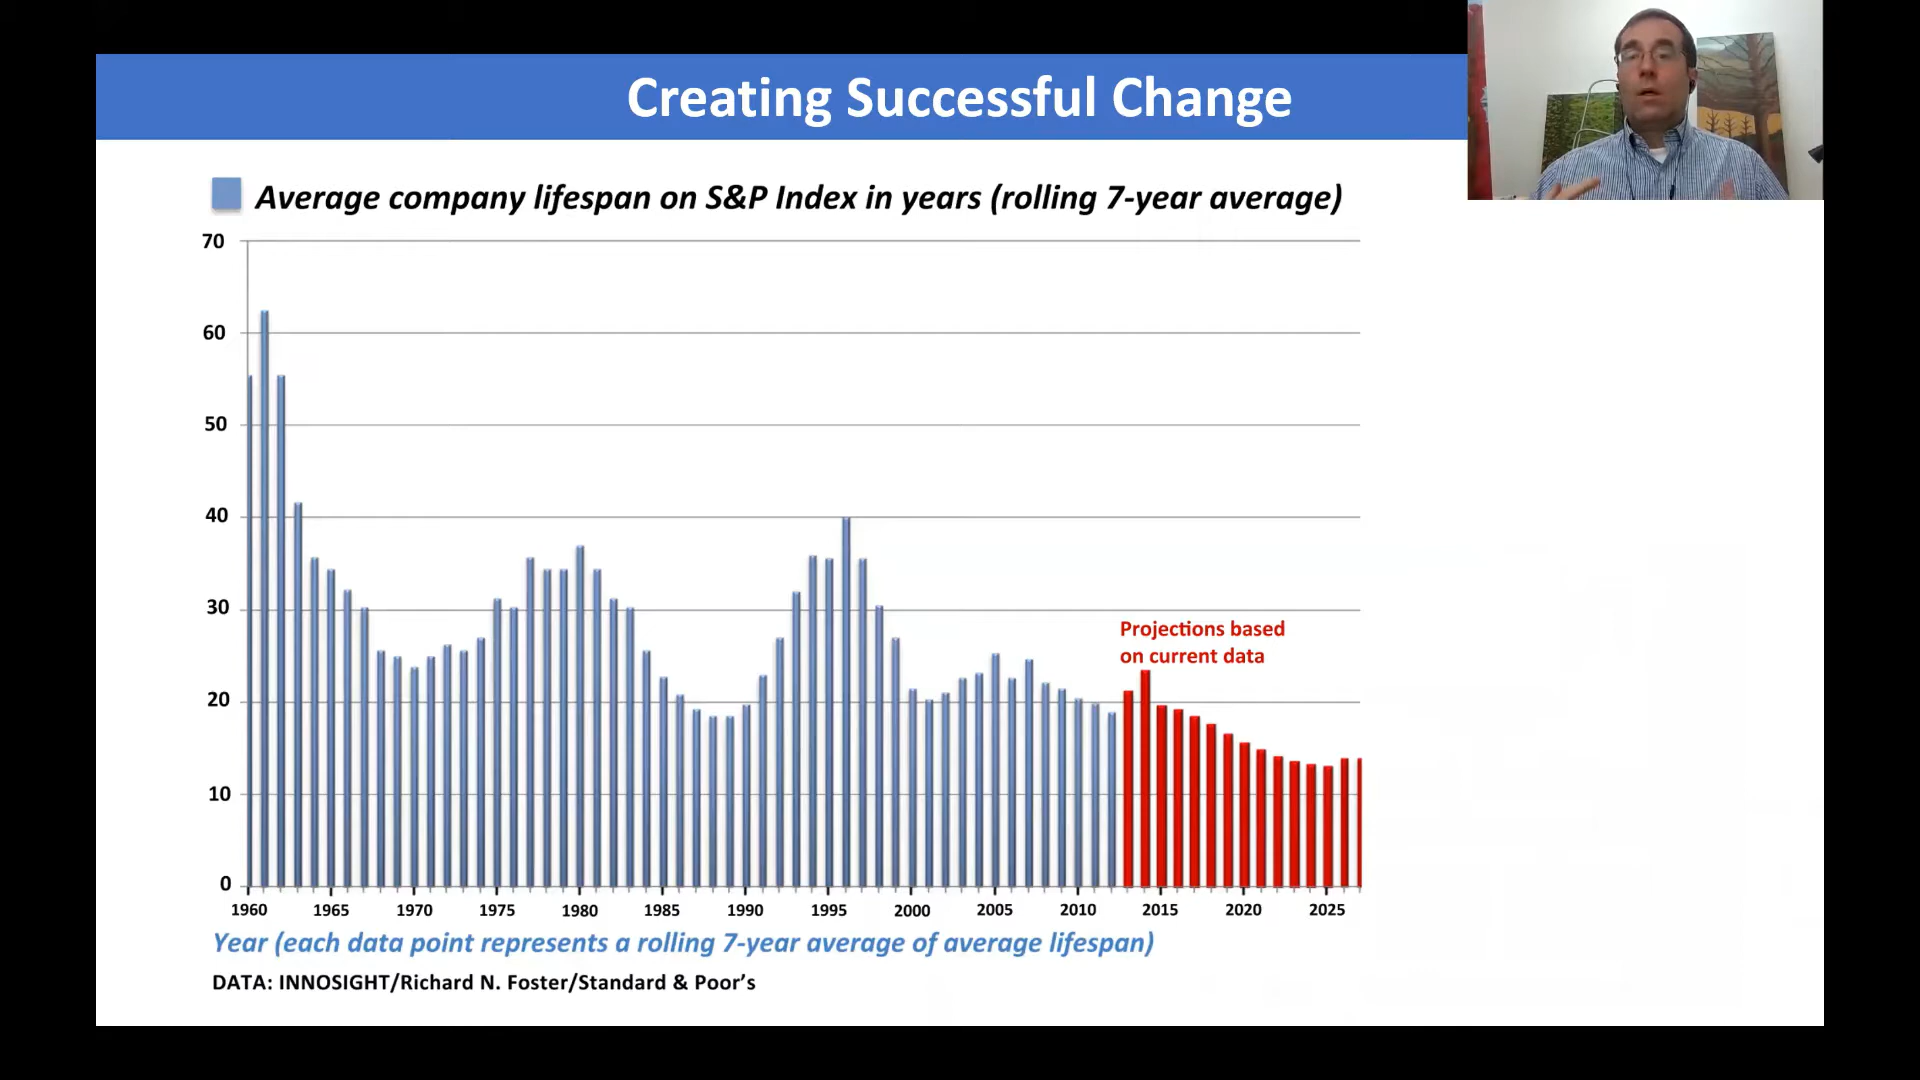 Creating Successful Change
Average company lifespan on S&P Index in years (rolling 7-year average)
70
60
50
40
30
20
10
0
Projections based
on current data
1960 1965 1970 1975 1980 1985 1990 1995 2000 2005 2010 2015 2020 2025
Year (each data point represents a rolling 7-year average of average lifespan)
DATA: INNOSIGHT/Richard N. Foster/Standard & Poor’s